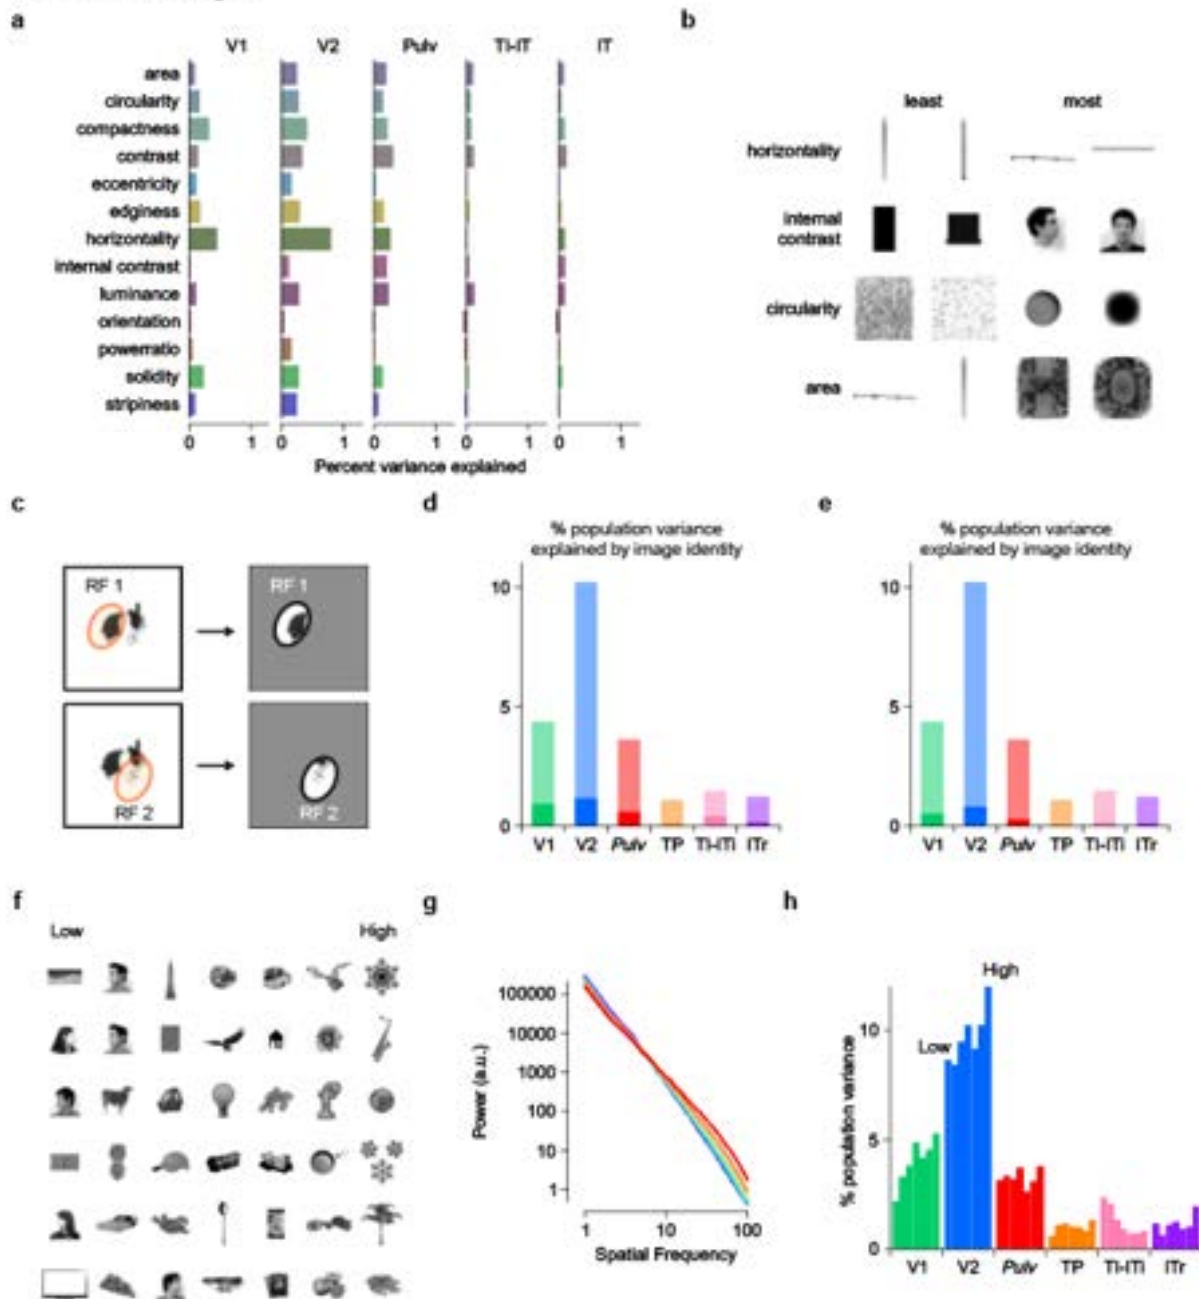 a
V1 V2 Pulv TI-IT IT
area
circularity
compactness
contrast
eccentricity
edginess
horizontality
internal contrast
luminance
orientation
powerratio
solidity
stripiness
0 1 0 1 0 1 0 1 0 1
Percent variance explained
b
least most
horizontality
internal
contrast
circularity
area
c
RF 1 RF 1
RF 2 RF 2
d
% population variance
explained by image identity
10
5
0
V1 V2 Pulv TP TI-ITi ITr
e
% population variance
explained by image identity
10
5
0
V1 V2 Pulv TP TI-ITi ITr
f
Low High
g
Power (a.u.)
100000
10000
1000
100
10
1
1 10 100
Spatial Frequency
h
High
Low
% population variance
10
5
0
V1 V2 Pulv TP TI-ITi ITr